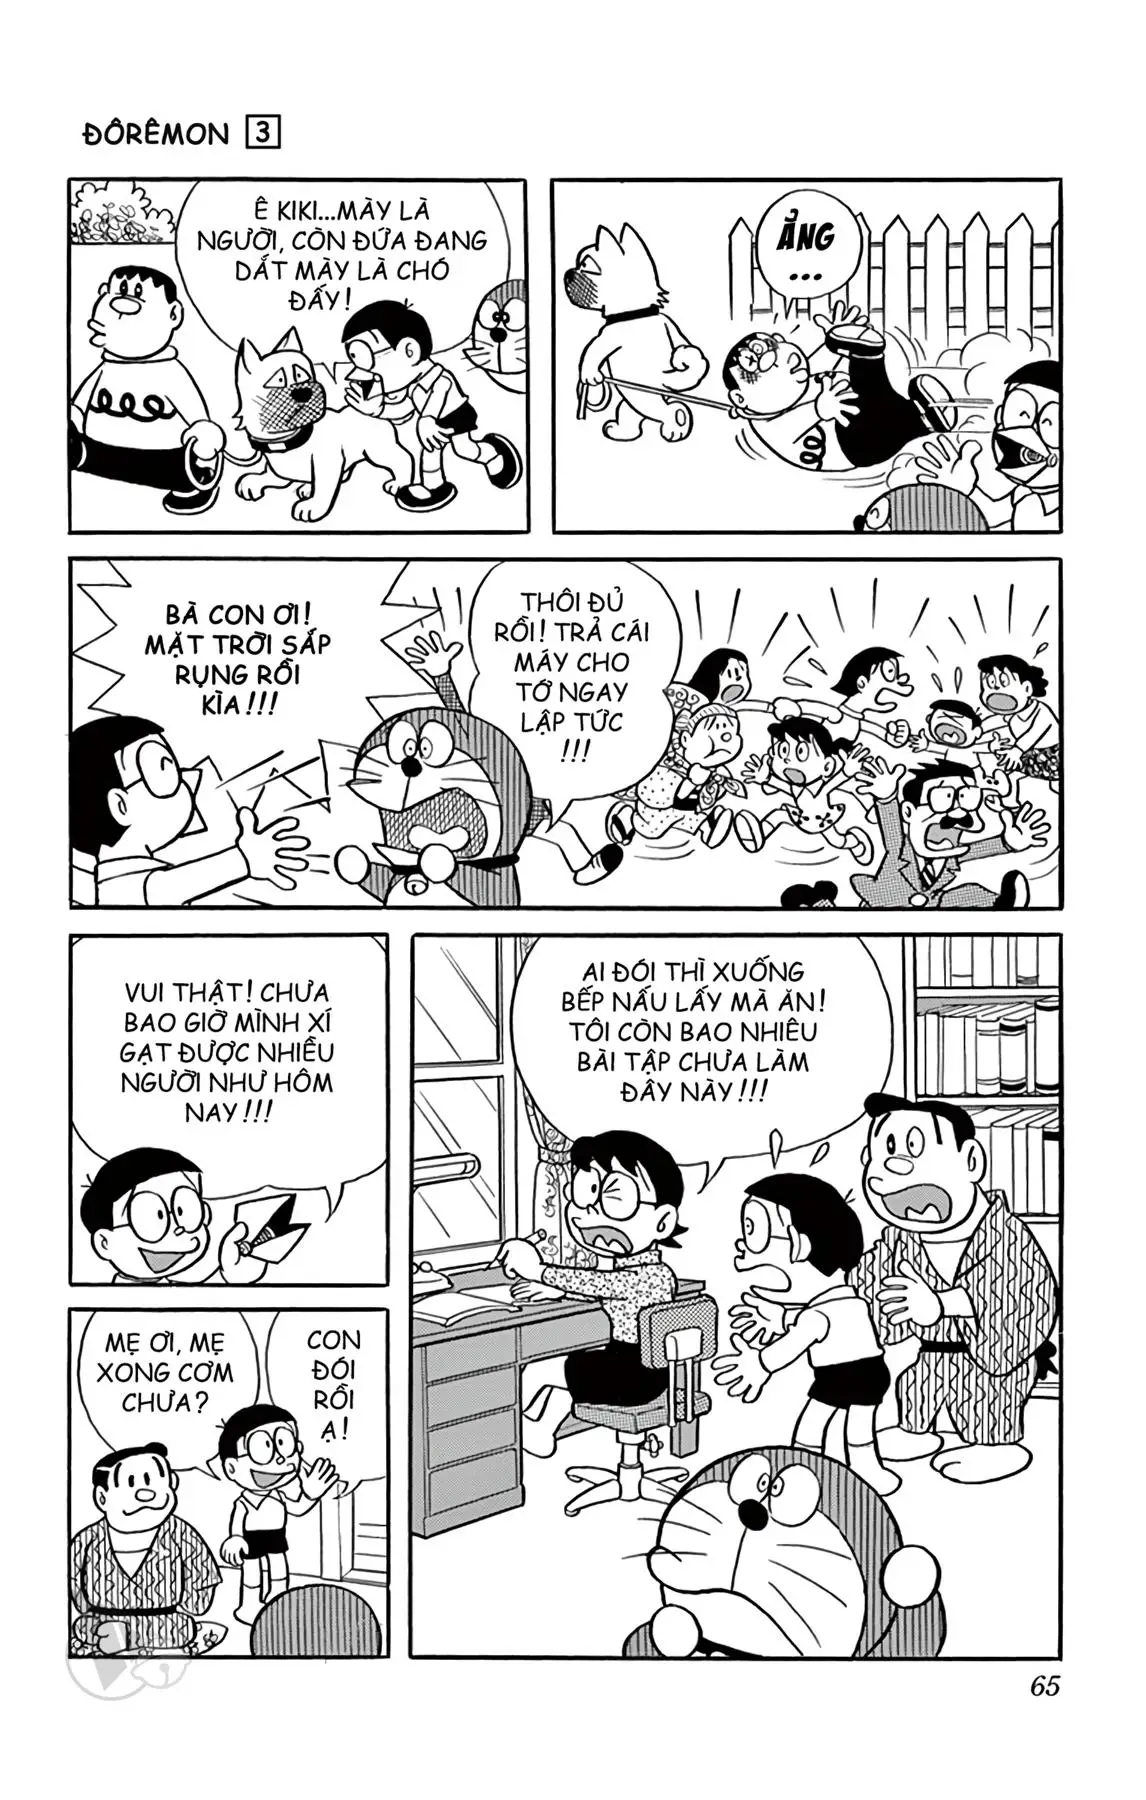 ĐÔRÊMON 3
Ê KIKI...MÀY LÀ
NGƯỜI, CÒN ĐỨA ĐANG
DẮT MÀY LÀ CHÓ
ĐẤY!
ẲNG
...
BÀ CON ƠI!
MẶT TRỜI SẮP
RỤNG RỒI
KÌA!!!
THÔI ĐỦ
RỒI! TRẢ CÁI
MÁY CHO
TỚ NGAY
LẬP TỨC
!!!
VUI THẬT! CHƯA
BAO GIỜ MÌNH XÍ
GẠT ĐƯỢC NHIỀU
NGƯỜI NHƯ HÔM
NAY!!!
MẸ ƠI, MẸ
XONG CƠM
CHƯA?
CON
ĐÓI
RỒI
Ạ!
AI ĐÓI THÌ XUỐNG
BẾP NẤU LẤY MÀ ĂN!
TÔI CÒN BAO NHIÊU
BÀI TẬP CHƯA LÀM
ĐÂY NÀY!!!
65